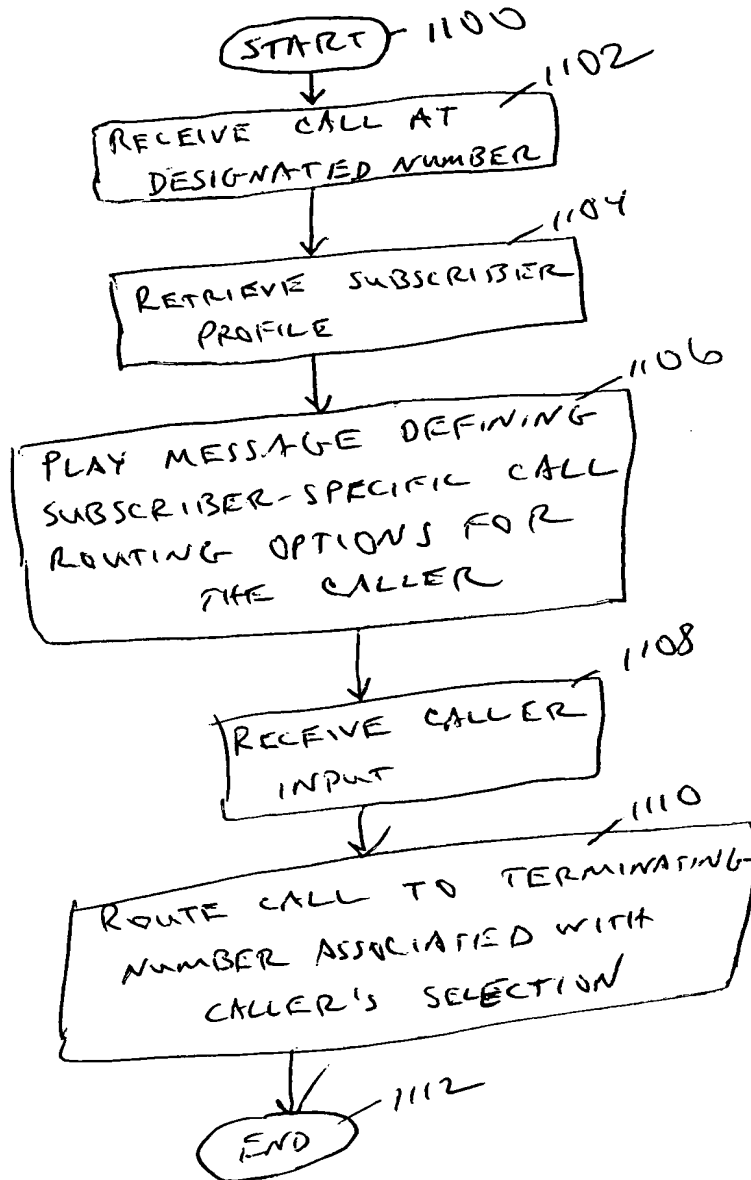 START 1100
1102
RECEIVE CALL AT
DESIGNATED NUMBER
1104
RETRIEVE SUBSCRIBER
PROFILE
1106
PLAY MESSAGE DEFINING
SUBSCRIBER-SPECIFIC CALL
ROUTING OPTIONS FOR
THE CALLER
1108
RECEIVE CALLER
INPUT
1110
ROUTE CALL TO TERMINATING
NUMBER ASSOCIATED WITH
CALLER'S SELECTION
END 1112